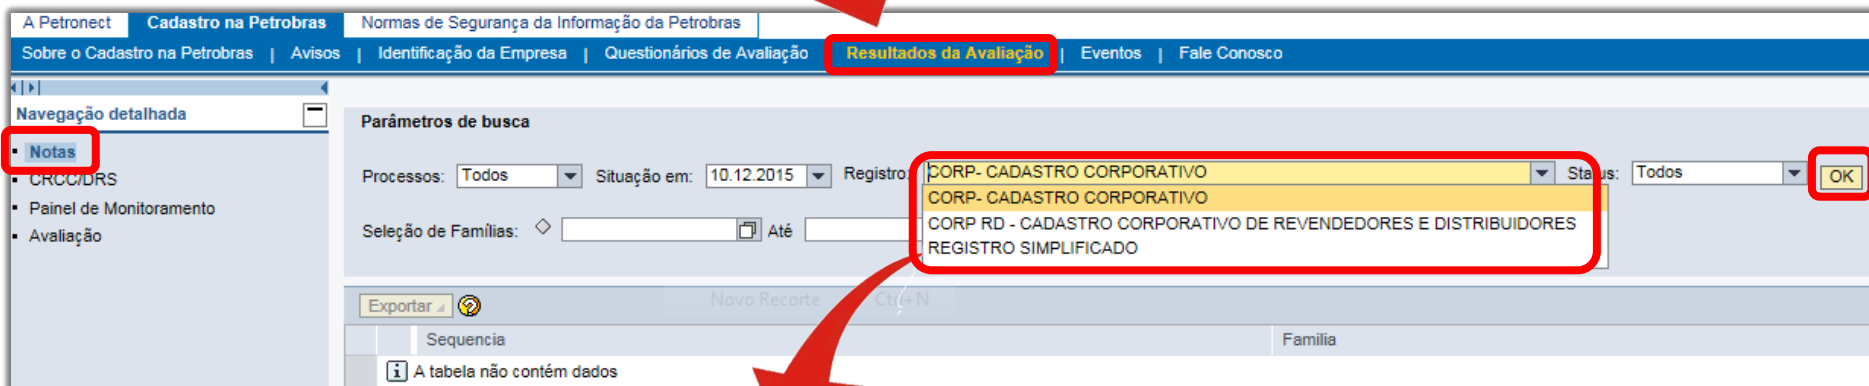 A Petronect Cadastro na Petrobras Normas de Segurança da Informação da Petrobras
Sobre o Cadastro na Petrobras | Avisos | Identificação da Empresa | Questionários de Avaliação Resultados da Avaliação | Eventos | Fale Conosco
Navegação detalhada
Notas
CRCC/DRS
Painel de Monitoramento
Avaliação
Parâmetros de busca
Processos: Todos Situação em: 10.12.2015 Registro: CORP- CADASTRO CORPORATIVO Status: Todos OK
CORP- CADASTRO CORPORATIVO
CORP RD - CADASTRO CORPORATIVO DE REVENDEDORES E DISTRIBUIDORES
REGISTRO SIMPLIFICADO
Seleção de Famílias: Até
Novo Recorte Ctrl+N
Exportar
Sequencia Familia
A tabela não contém dados